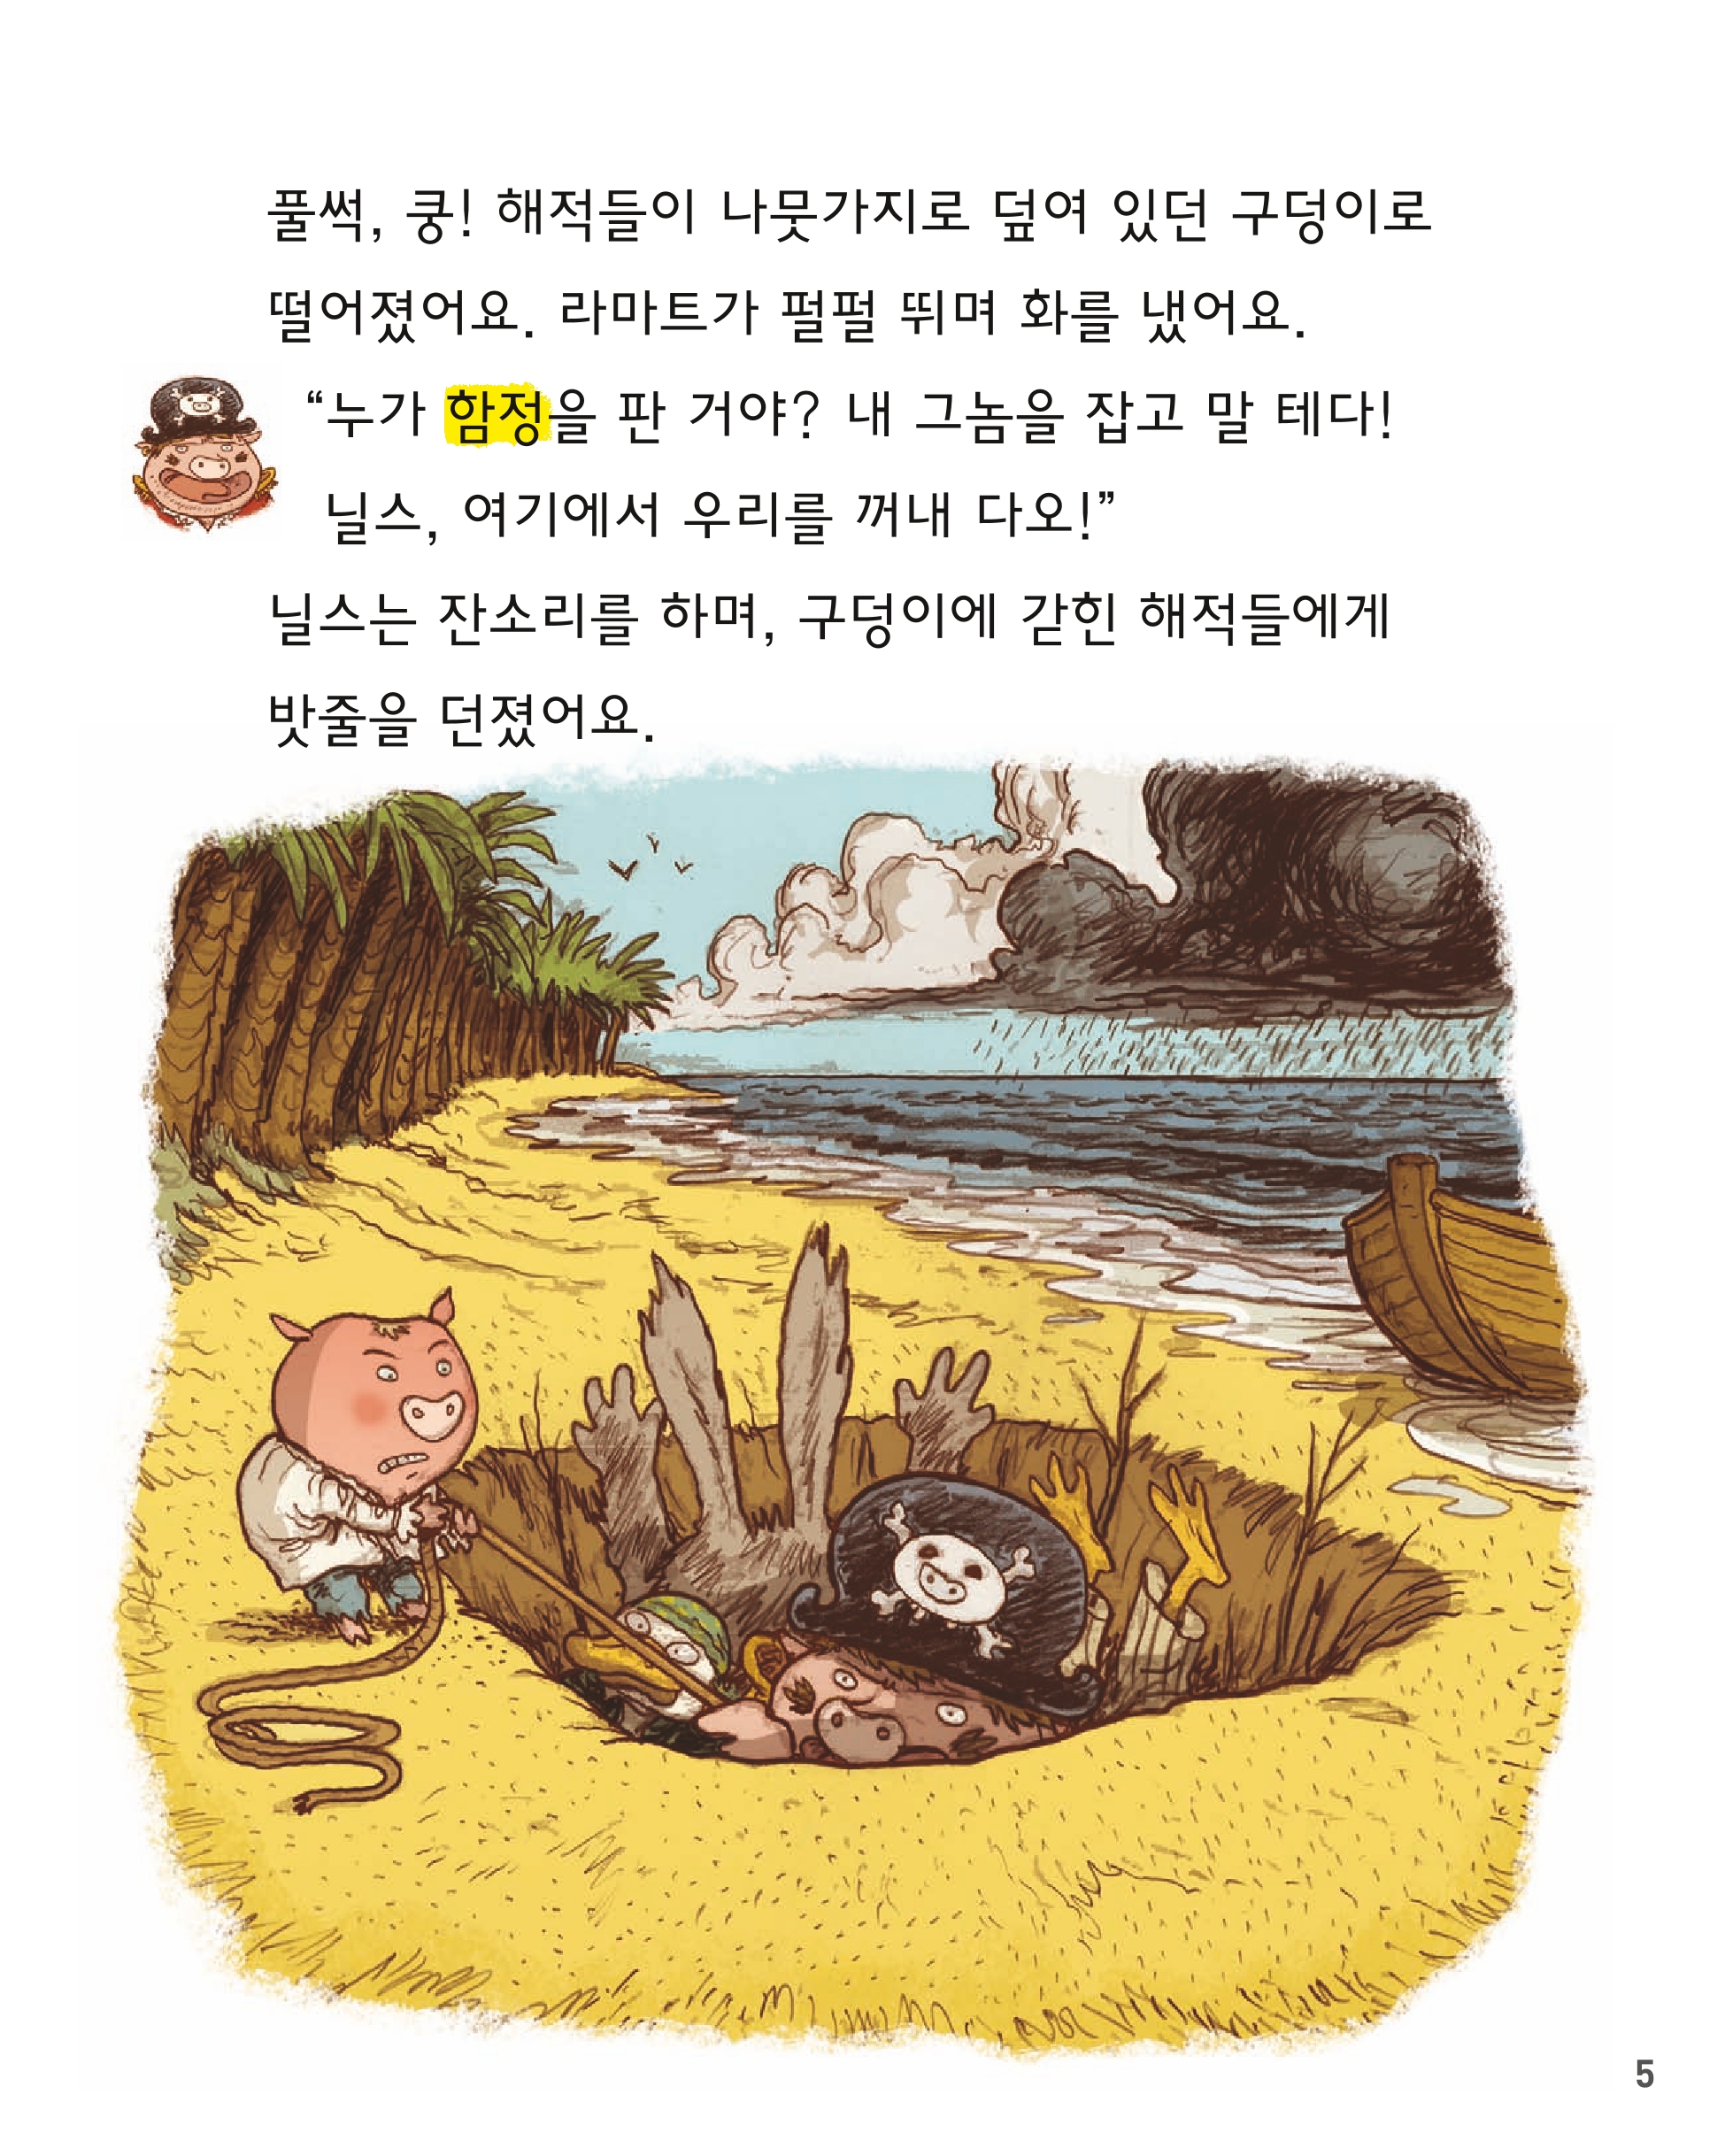 풀썩, 쿵! 해적들이 나뭇가지로 덮여 있던 구덩이로
떨어졌어요. 라마트가 펄펄 뛰며 화를 냈어요.
“누가 함정을 판 거야? 내 그놈을 잡고 말 테다!
닐스, 여기에서 우리를 꺼내 다오!”
닐스는 잔소리를 하며, 구덩이에 갇힌 해적들에게
밧줄을 던졌어요.
5